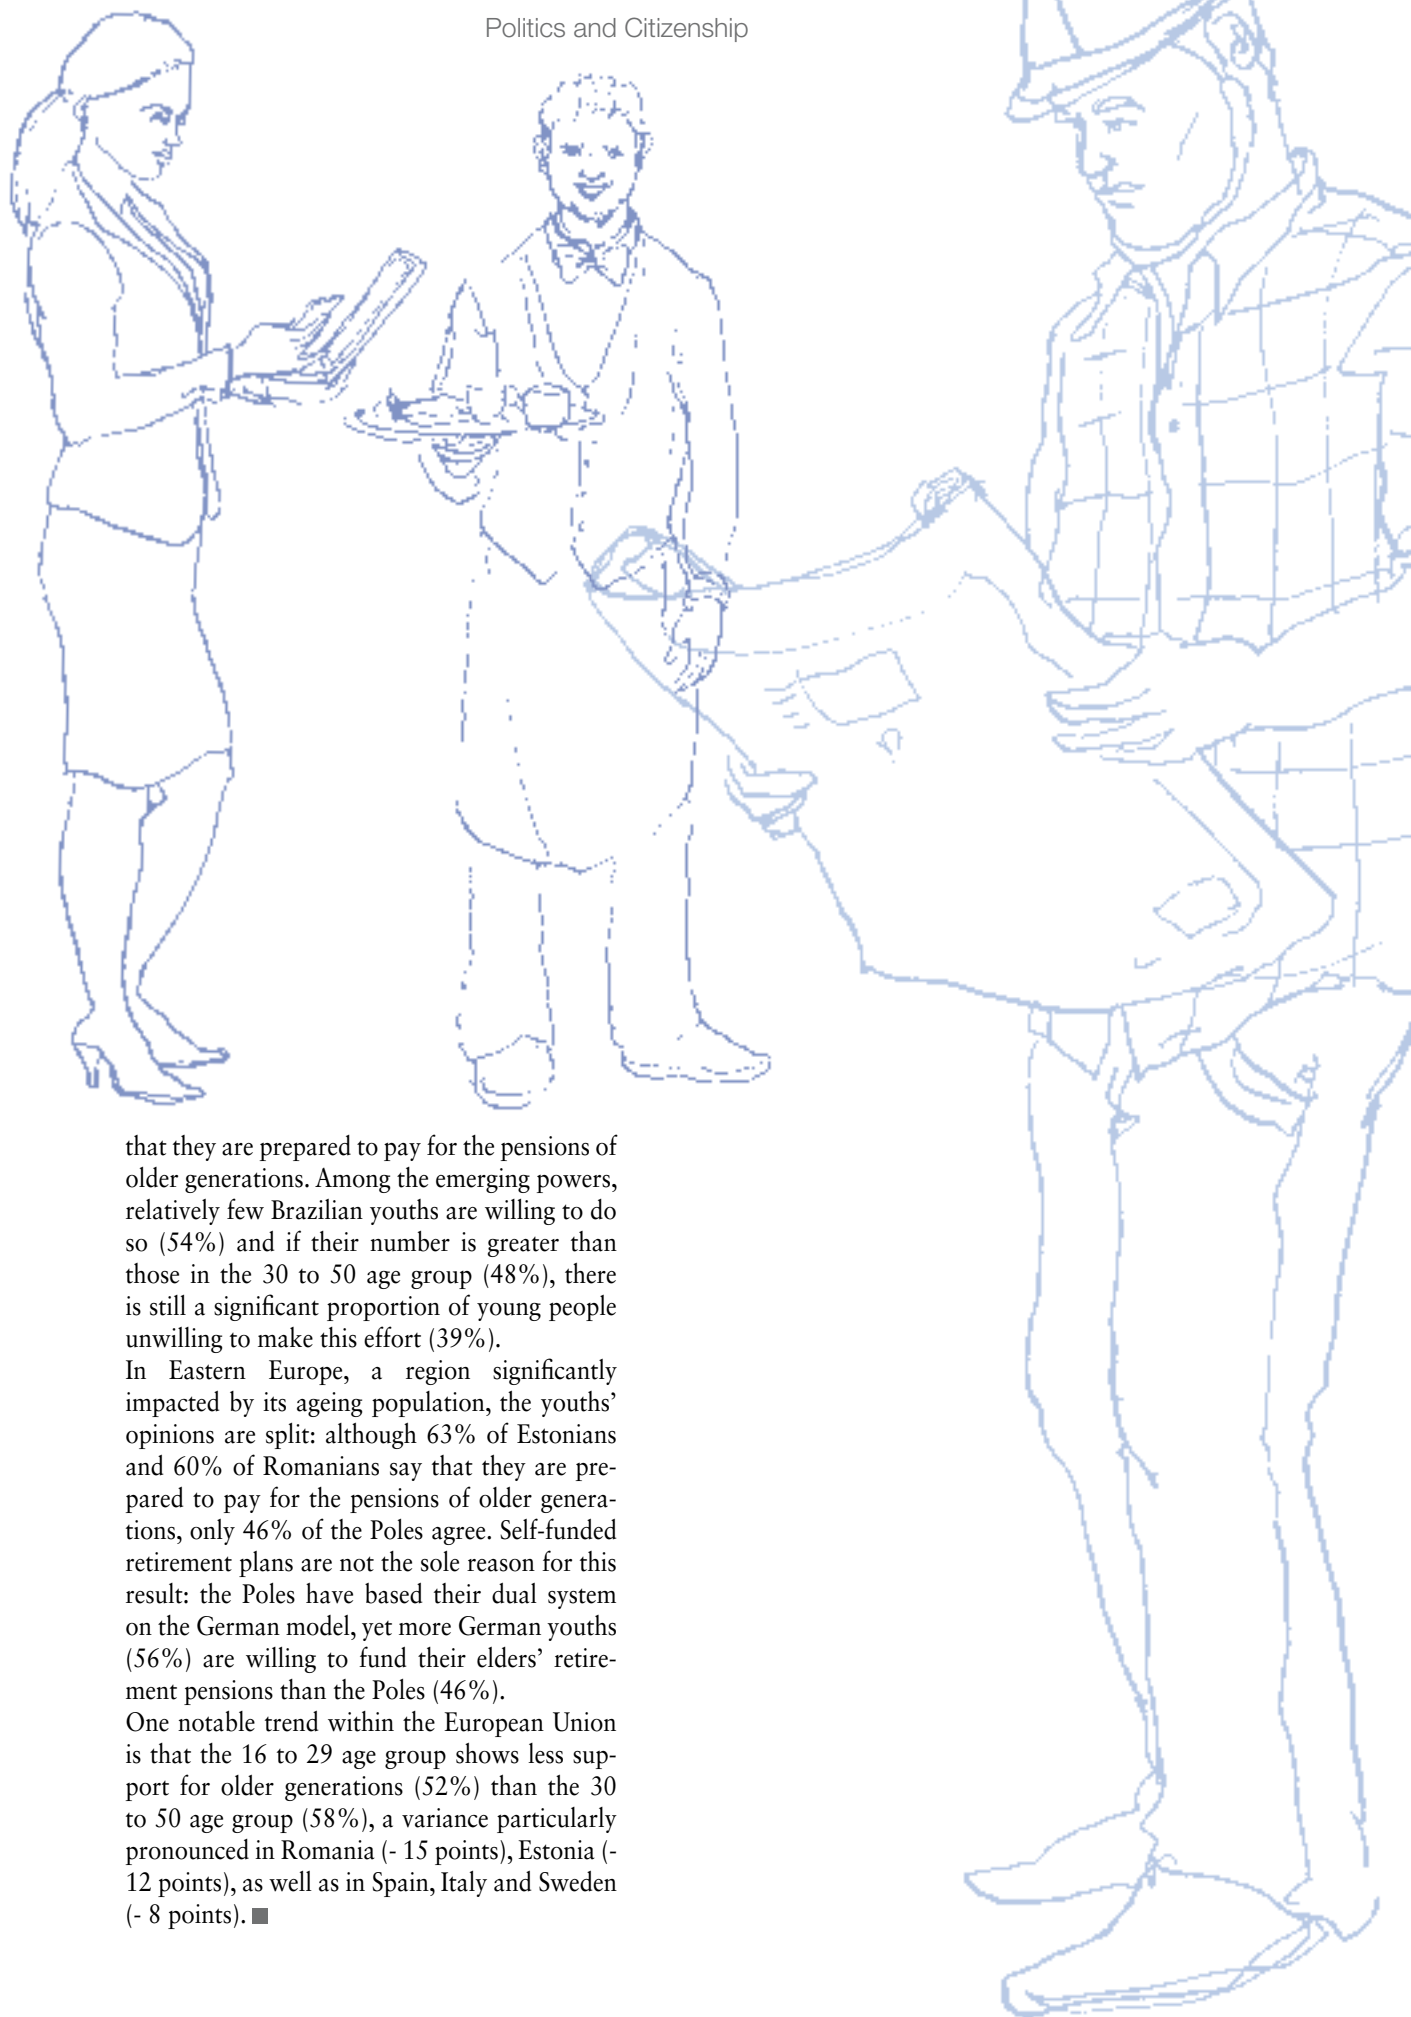 Politics and Citizenship
that they are prepared to pay for the pensions of
older generations. Among the emerging powers,
relatively few Brazilian youths are willing to do
so (54%) and if their number is greater than
those in the 30 to 50 age group (48%), there
is still a significant proportion of young people
unwilling to make this effort (39%).
In Eastern Europe, a region significantly
impacted by its ageing population, the youths’
opinions are split: although 63% of Estonians
and 60% of Romanians say that they are pre-
pared to pay for the pensions of older genera-
tions, only 46% of the Poles agree. Self-funded
retirement plans are not the sole reason for this
result: the Poles have based their dual system
on the German model, yet more German youths
(56%) are willing to fund their elders’ retire-
ment pensions than the Poles (46%).
One notable trend within the European Union
is that the 16 to 29 age group shows less sup-
port for older generations (52%) than the 30
to 50 age group (58%), a variance particularly
pronounced in Romania (- 15 points), Estonia (-
12 points), as well as in Spain, Italy and Sweden
(- 8 points). ■